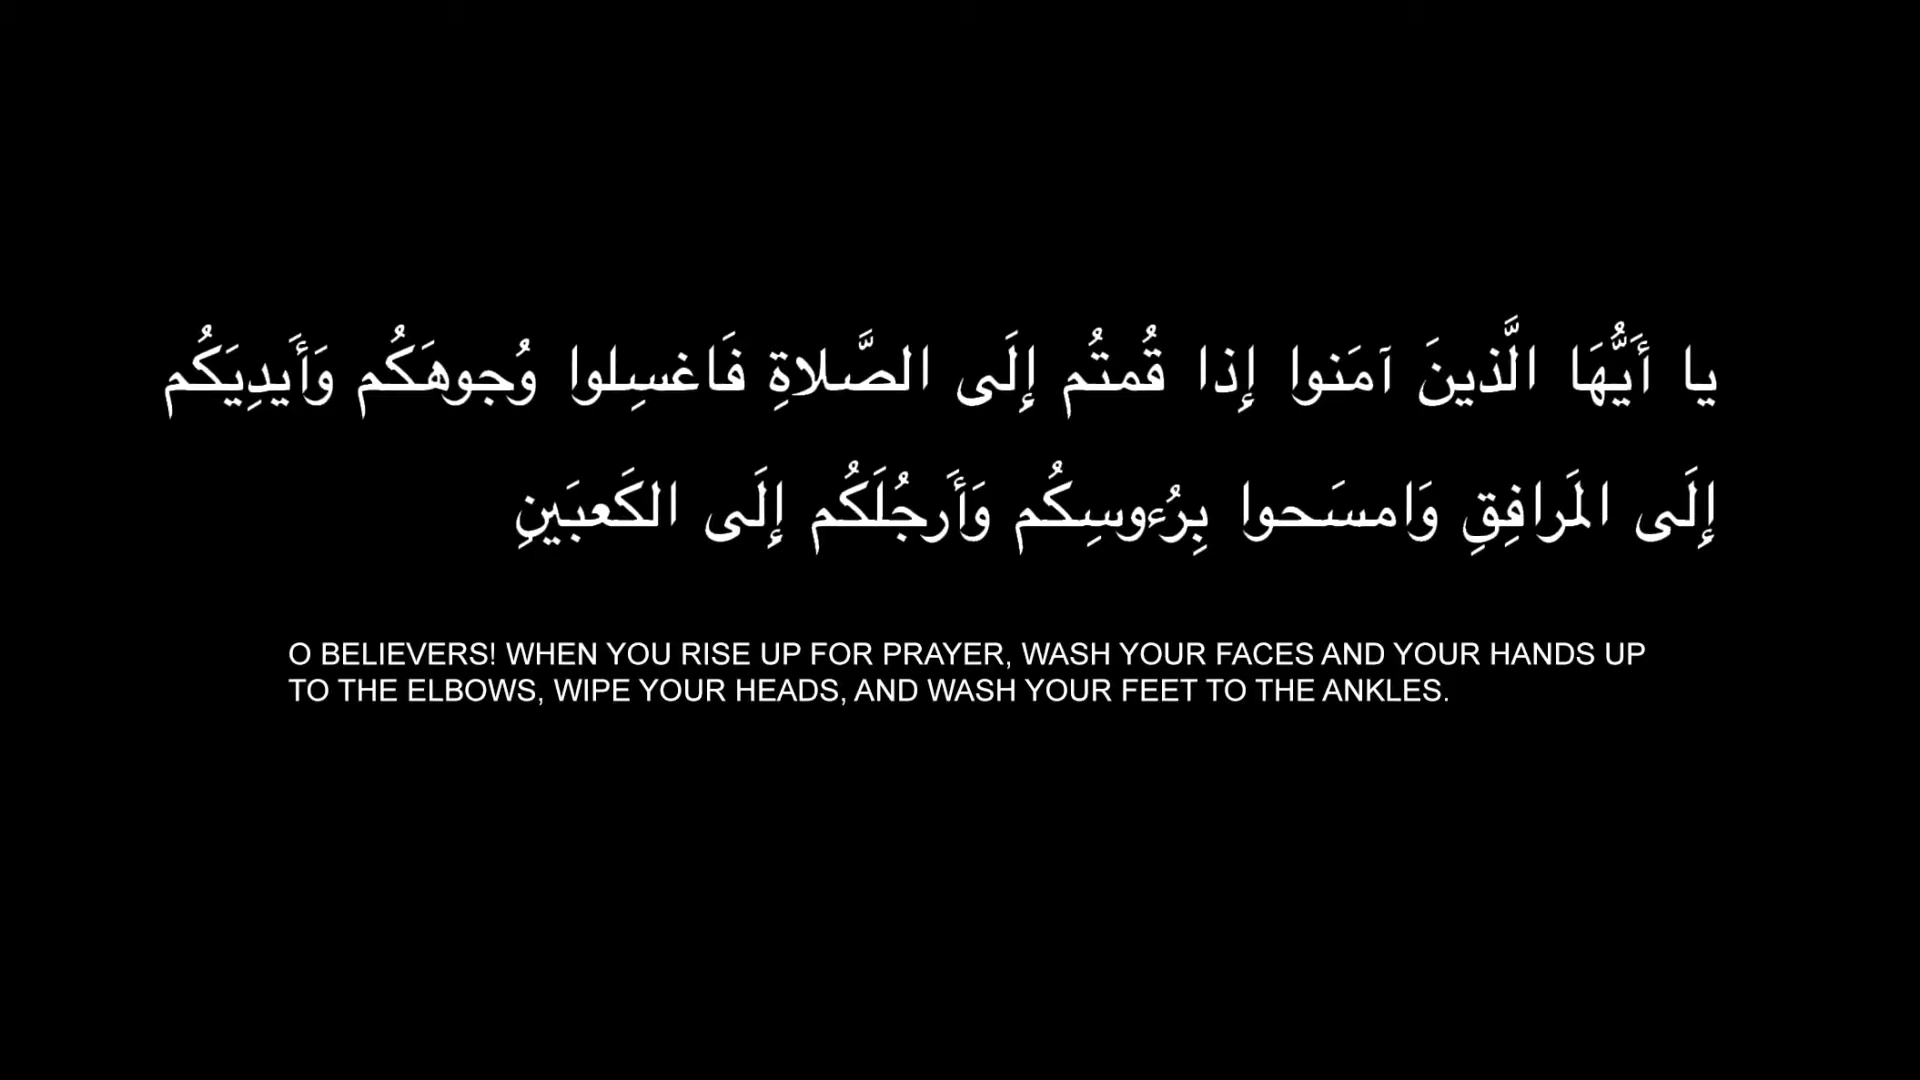 يا أَيُّهَا الَّذينَ آمَنوا إِذا قُمتُم إِلَى الصَّلاةِ فَاغسِلوا وُجوهَكُم وَأَيدِيَكُم
إِلَى المَرافِقِ وَامسَحوا بِرُءوسِكُم وَأَرجُلَكُم إِلَى الكَعبَينِ
O BELIEVERS! WHEN YOU RISE UP FOR PRAYER, WASH YOUR FACES AND YOUR HANDS UP
TO THE ELBOWS, WIPE YOUR HEADS, AND WASH YOUR FEET TO THE ANKLES.